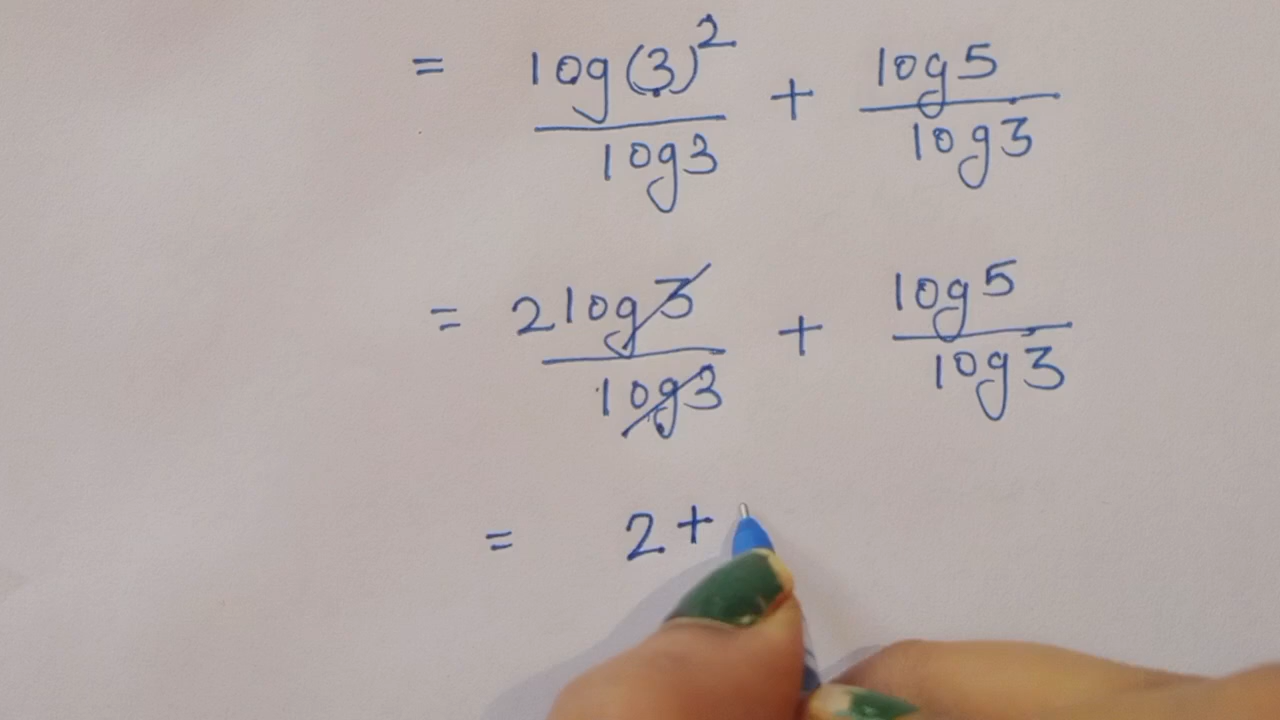 = log(3)² / log3 + log5 / log3
= 2log3 / log3 + log5 / log3
= 2 +